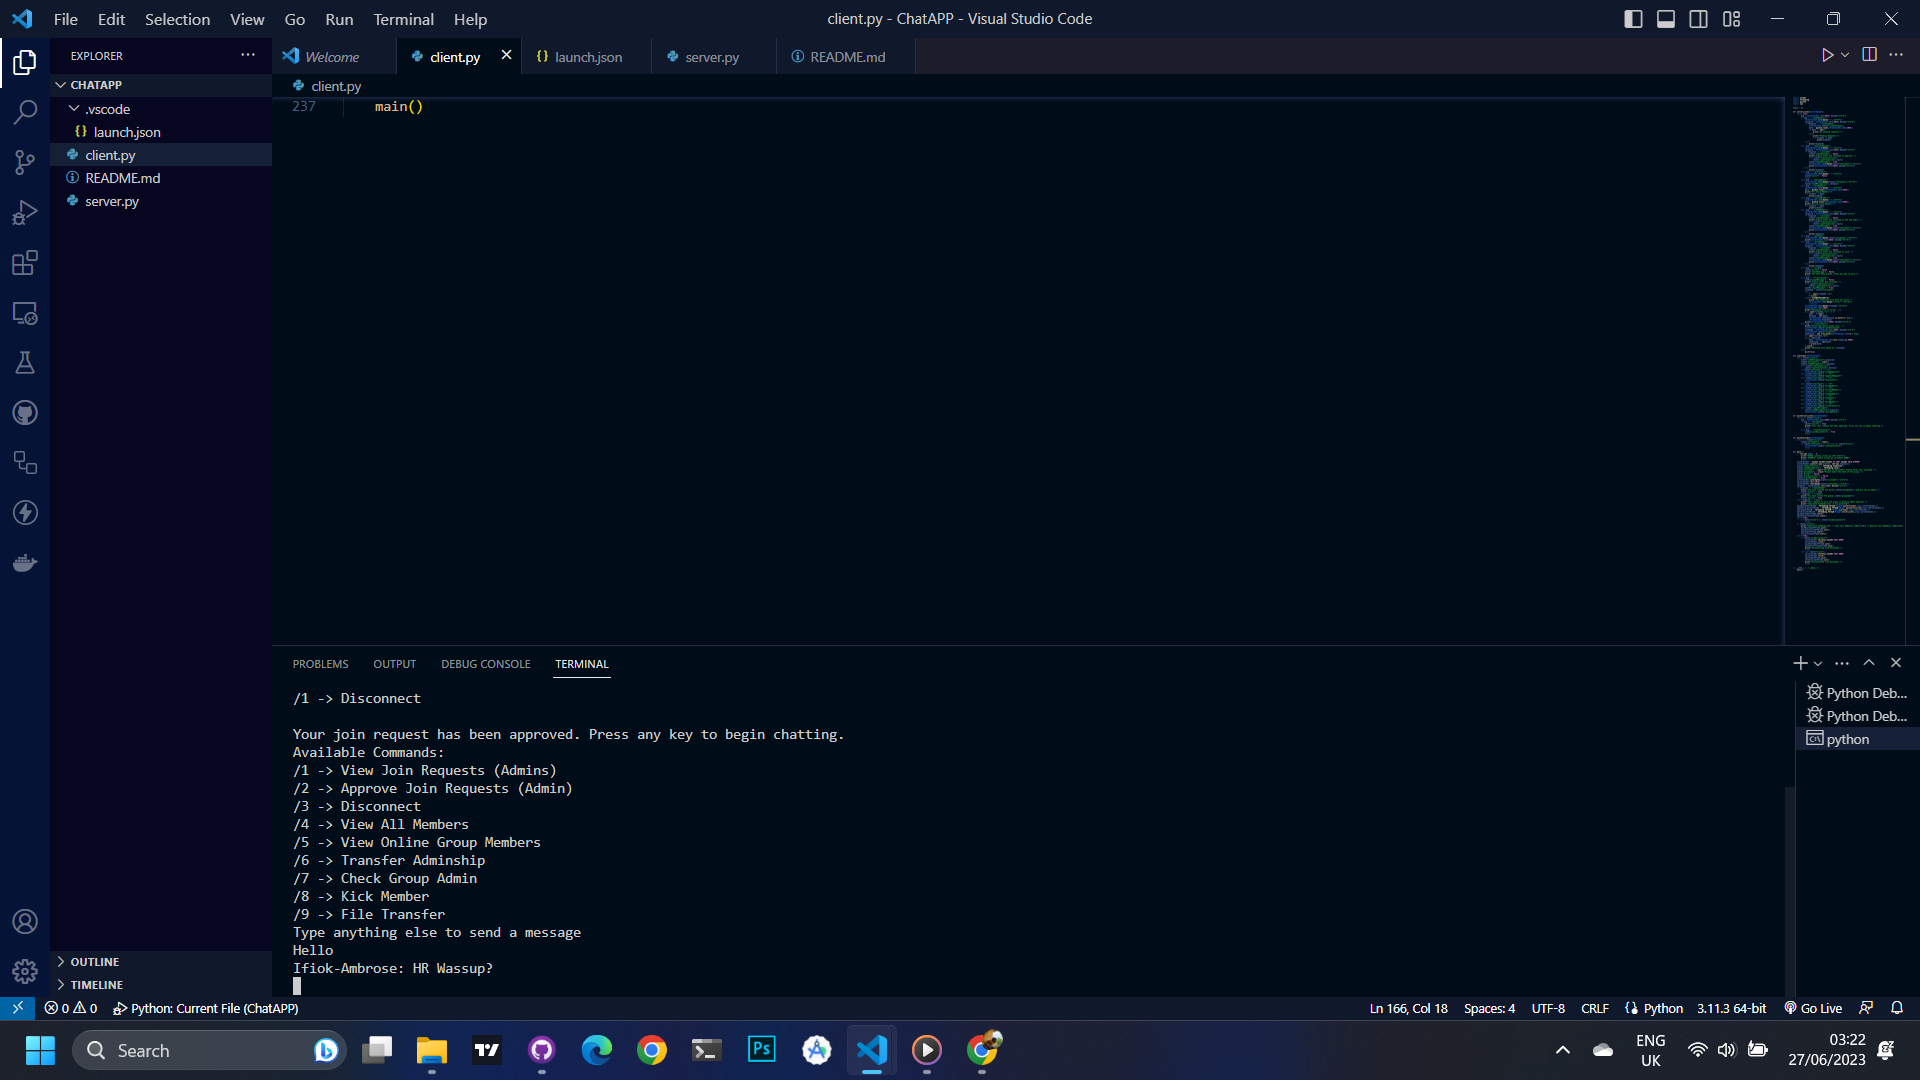 File Edit Selection View Go Run Terminal Help
client.py - ChatAPP - Visual Studio Code
EXPLORER
Welcome
client.py
launch.json
server.py
README.md
CHATAPP
.vscode
launch.json
client.py
README.md
server.py
OUTLINE
TIMELINE
client.py
237 main()
PROBLEMS OUTPUT DEBUG CONSOLE TERMINAL
/1 -> Disconnect
Your join request has been approved. Press any key to begin chatting.
Available Commands:
/1 -> View Join Requests (Admins)
/2 -> Approve Join Requests (Admin)
/3 -> Disconnect
/4 -> View All Members
/5 -> View Online Group Members
/6 -> Transfer Adminship
/7 -> Check Group Admin
/8 -> Kick Member
/9 -> File Transfer
Type anything else to send a message
Hello
Ifiok-Ambrose: HR Wassup?
Python Deb...
Python Deb...
python
0 0 Python: Current File (ChatAPP)
Ln 166, Col 18 Spaces: 4 UTF-8 CRLF Python 3.11.3 64-bit Go Live
Search
Ps
ENG
UK
03:22
27/06/2023